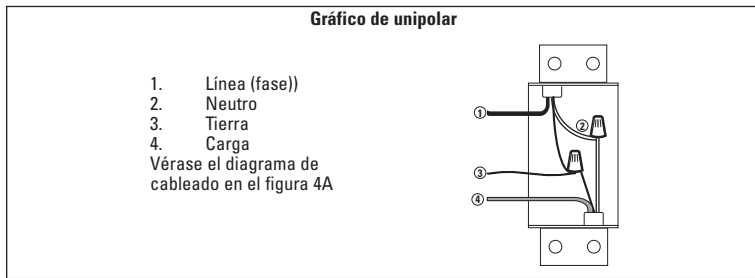 Gráfico de unipolar
1. Línea (fase))
2. Neutro
3. Tierra
4. Carga
Vérase el diagrama de
cableado en el figura 4A
1
2
3
4